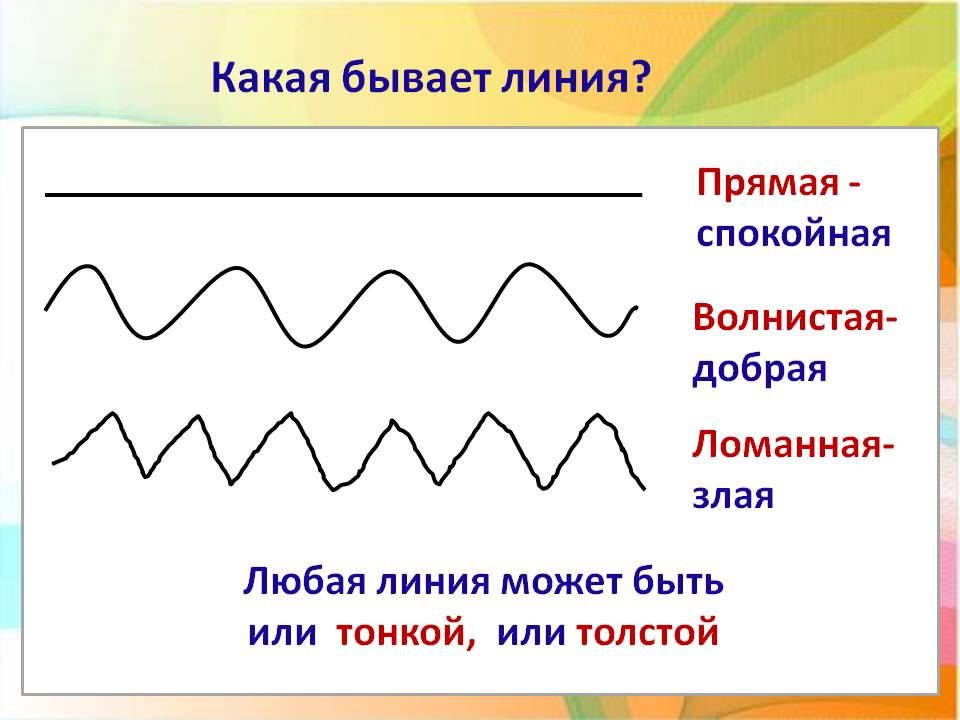 Какая бывает линия?
Прямая -
спокойная
Волнистая-
добрая
Ломанная-
злая
Любая линия может быть
или тонкой, или толстой